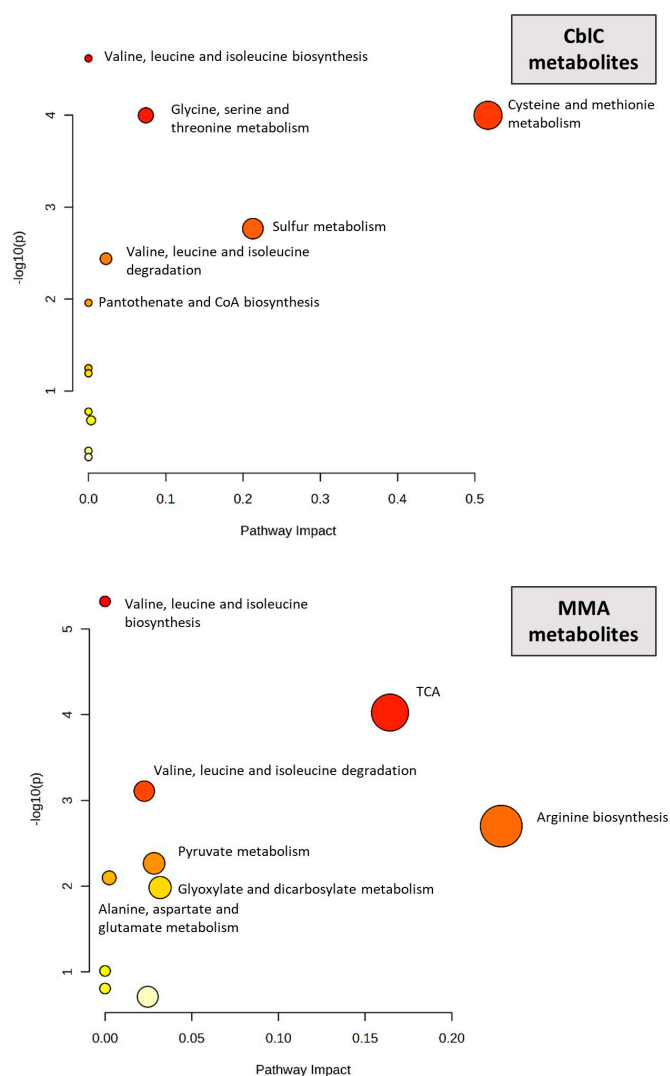 CblC
metabolites
Valine, leucine and isoleucine biosynthesis
Glycine, serine and
threonine metabolism
Cysteine and methionie
metabolism
Sulfur metabolism
Valine, leucine and isoleucine
degradation
Pantothenate and CoA biosynthesis
-log10(p)
4
3
2
1
0.0 0.1 0.2 0.3 0.4 0.5
Pathway Impact
MMA
metabolites
Valine, leucine and isoleucine
biosynthesis
TCA
Valine, leucine and isoleucine degradation
Arginine biosynthesis
Pyruvate metabolism
Glyoxylate and dicarbosylate metabolism
Alanine, aspartate and
glutamate metabolism
-log10(p)
5
4
3
2
1
0.00 0.05 0.10 0.15 0.20
Pathway Impact